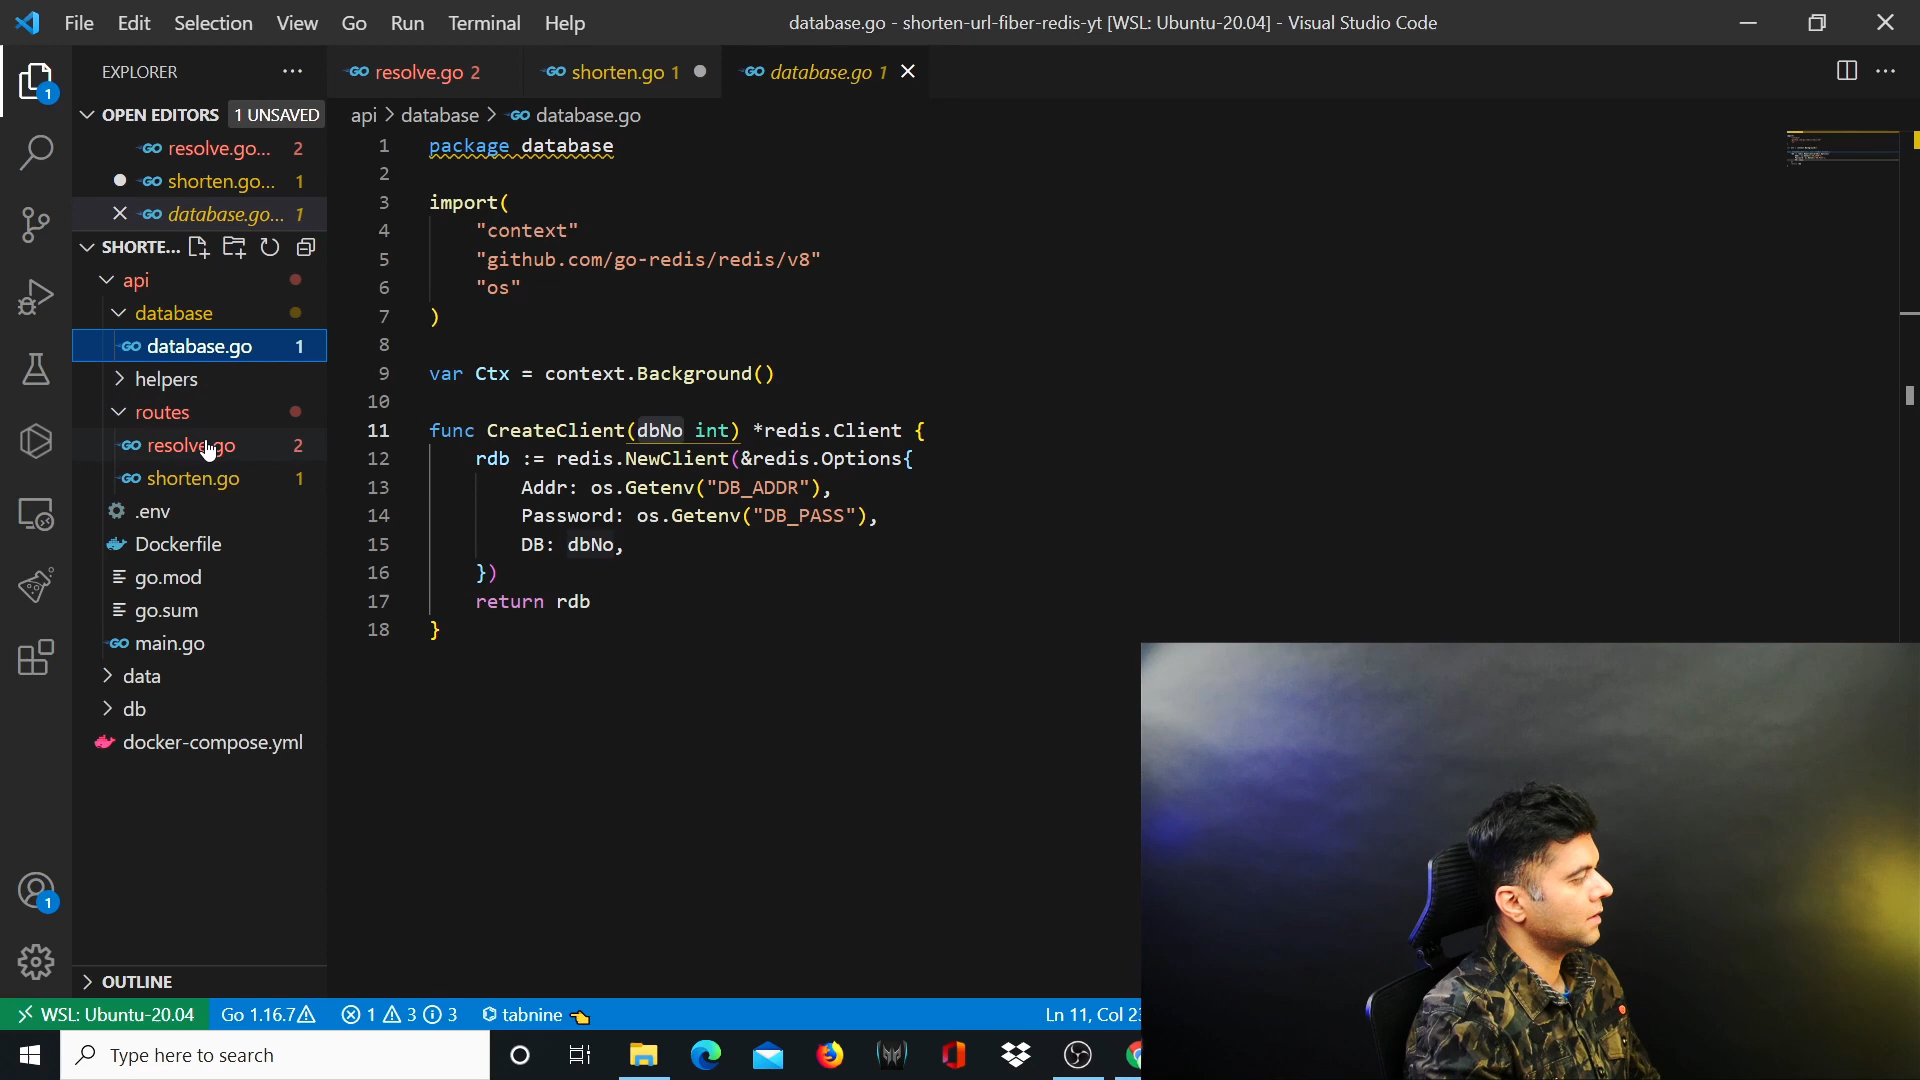 File Edit Selection View Go Run Terminal Help
database.go - shorten-url-fiber-redis-yt [WSL: Ubuntu-20.04] - Visual Studio Code
EXPLORER
resolve.go 2
shorten.go 1
database.go 1
OPEN EDITORS 1 UNSAVED
resolve.go... 2
shorten.go... 1
database.go... 1
SHORTE...
api
database
database.go 1
helpers
routes
resolve.go 2
shorten.go 1
.env
Dockerfile
go.mod
go.sum
main.go
data
db
docker-compose.yml
OUTLINE
1
1
api > database > GO database.go
1 package database
2
3 import(
4 "context"
5 "github.com/go-redis/redis/v8"
6 "os"
7 )
8
9 var Ctx = context.Background()
10
11 func CreateClient(dbNo int) *redis.Client {
12 rdb := redis.NewClient(&redis.Options{
13 Addr: os.Getenv("DB_ADDR"),
14 Password: os.Getenv("DB_PASS"),
15 DB: dbNo,
16 })
17 return rdb
18 }
WSL: Ubuntu-20.04 Go 1.16.7 1 3 3 tabnine
Ln 11, Col 23
Type here to search